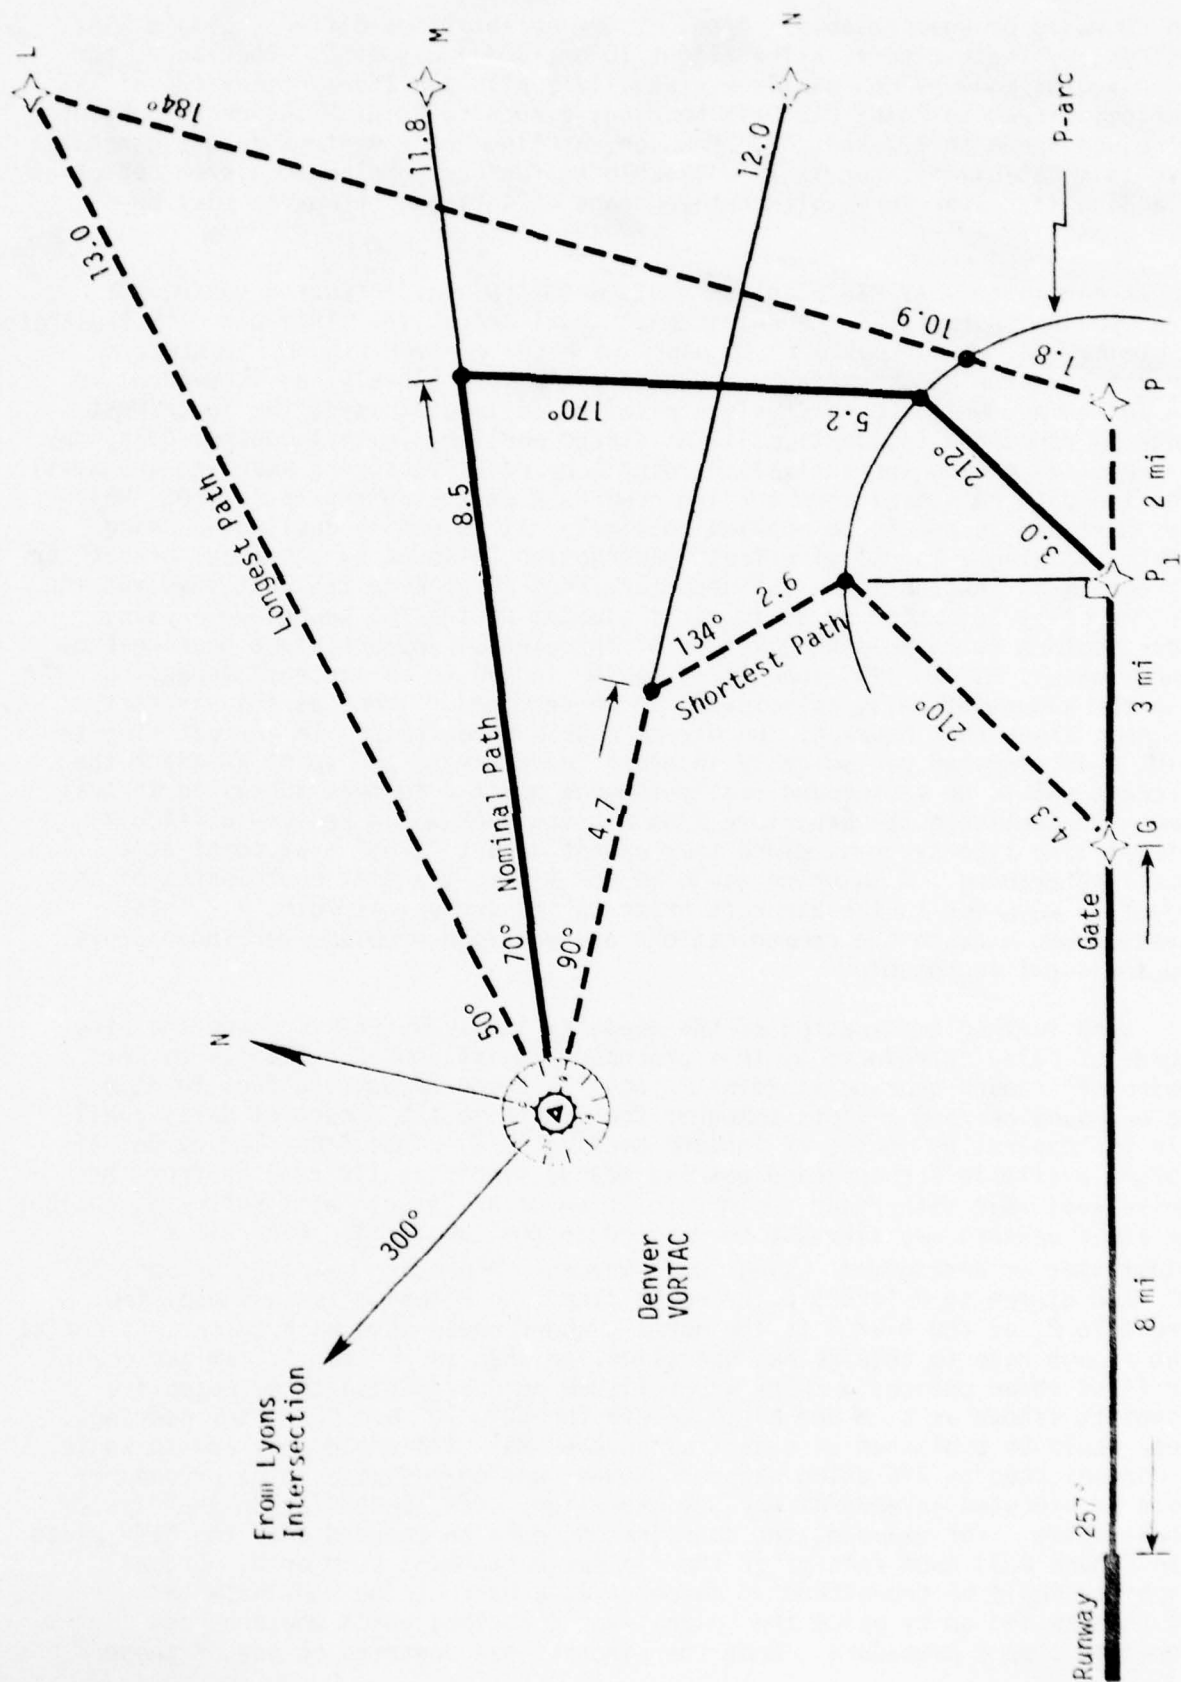 L
184°
13.0
Longest Path
M
11.8
N
12.0
P-arc
10.9
1.8
170°
8.5
5.2
212°
3.0
Nominal Path
70°
50°
90°
4.7
134°
2.6
Shortest Path
210°
4.3
N
300°
From Lyons
Intersection
Denver
VORTAC
Gate
Runway 257°
8 mi
G
3 mi
P1
2 mi
P